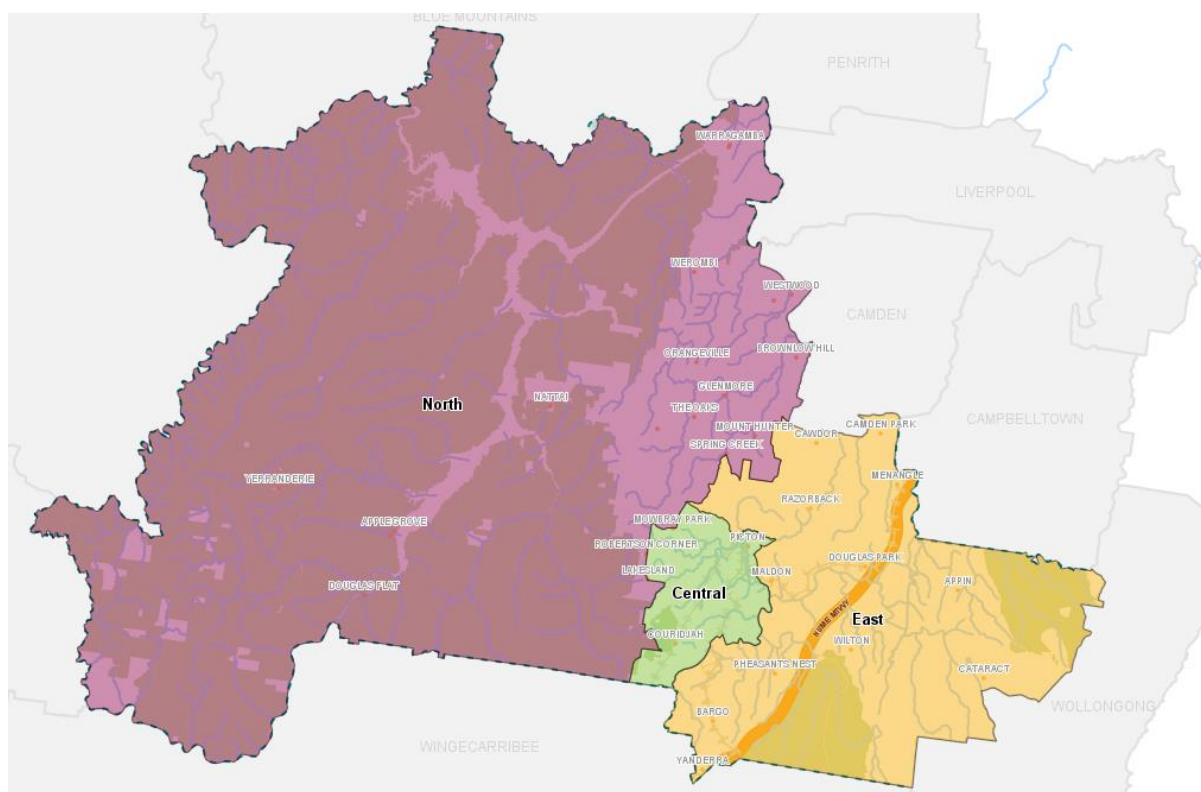 BLUE MOUNTAINS
PENRITH
WARRAGAMBA
LIVERPOOL
WEROMBI
WESTWOOD
CAMDEN
ORANGEVILLE
BROWNLOW HILL
GLENMORE
NATTAI
North
THE OAKS
MOUNT HUNTER
CAMDEN PARK
CAMPBELLTOWN
CAWDOR
SPRING CREEK
YERRANDERIE
MENANGLE
RAZORBACK
APPLEGROVE
MOWBRAY PARK
PICTON
ROBERTSON CORNER
DOUGLAS PARK
LAKESLAND
MALDON
APPIN
DOUGLAS FLAT
Central
HUME MTWY
East
COURIDJAH
WILTON
PHEASANTS NEST
CATARACT
WOLLONGONG
BARGO
WINGECARRIBEE
YANDERRA